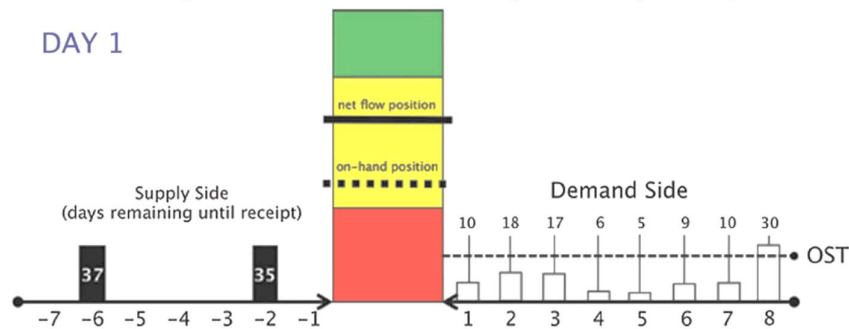 DAY 1
net flow position
on-hand position
Supply Side
(days remaining until receipt)
Demand Side
10 18 17 6 5 9 10 30
OST
37 35
-7 -6 -5 -4 -3 -2 -1
1 2 3 4 5 6 7 8